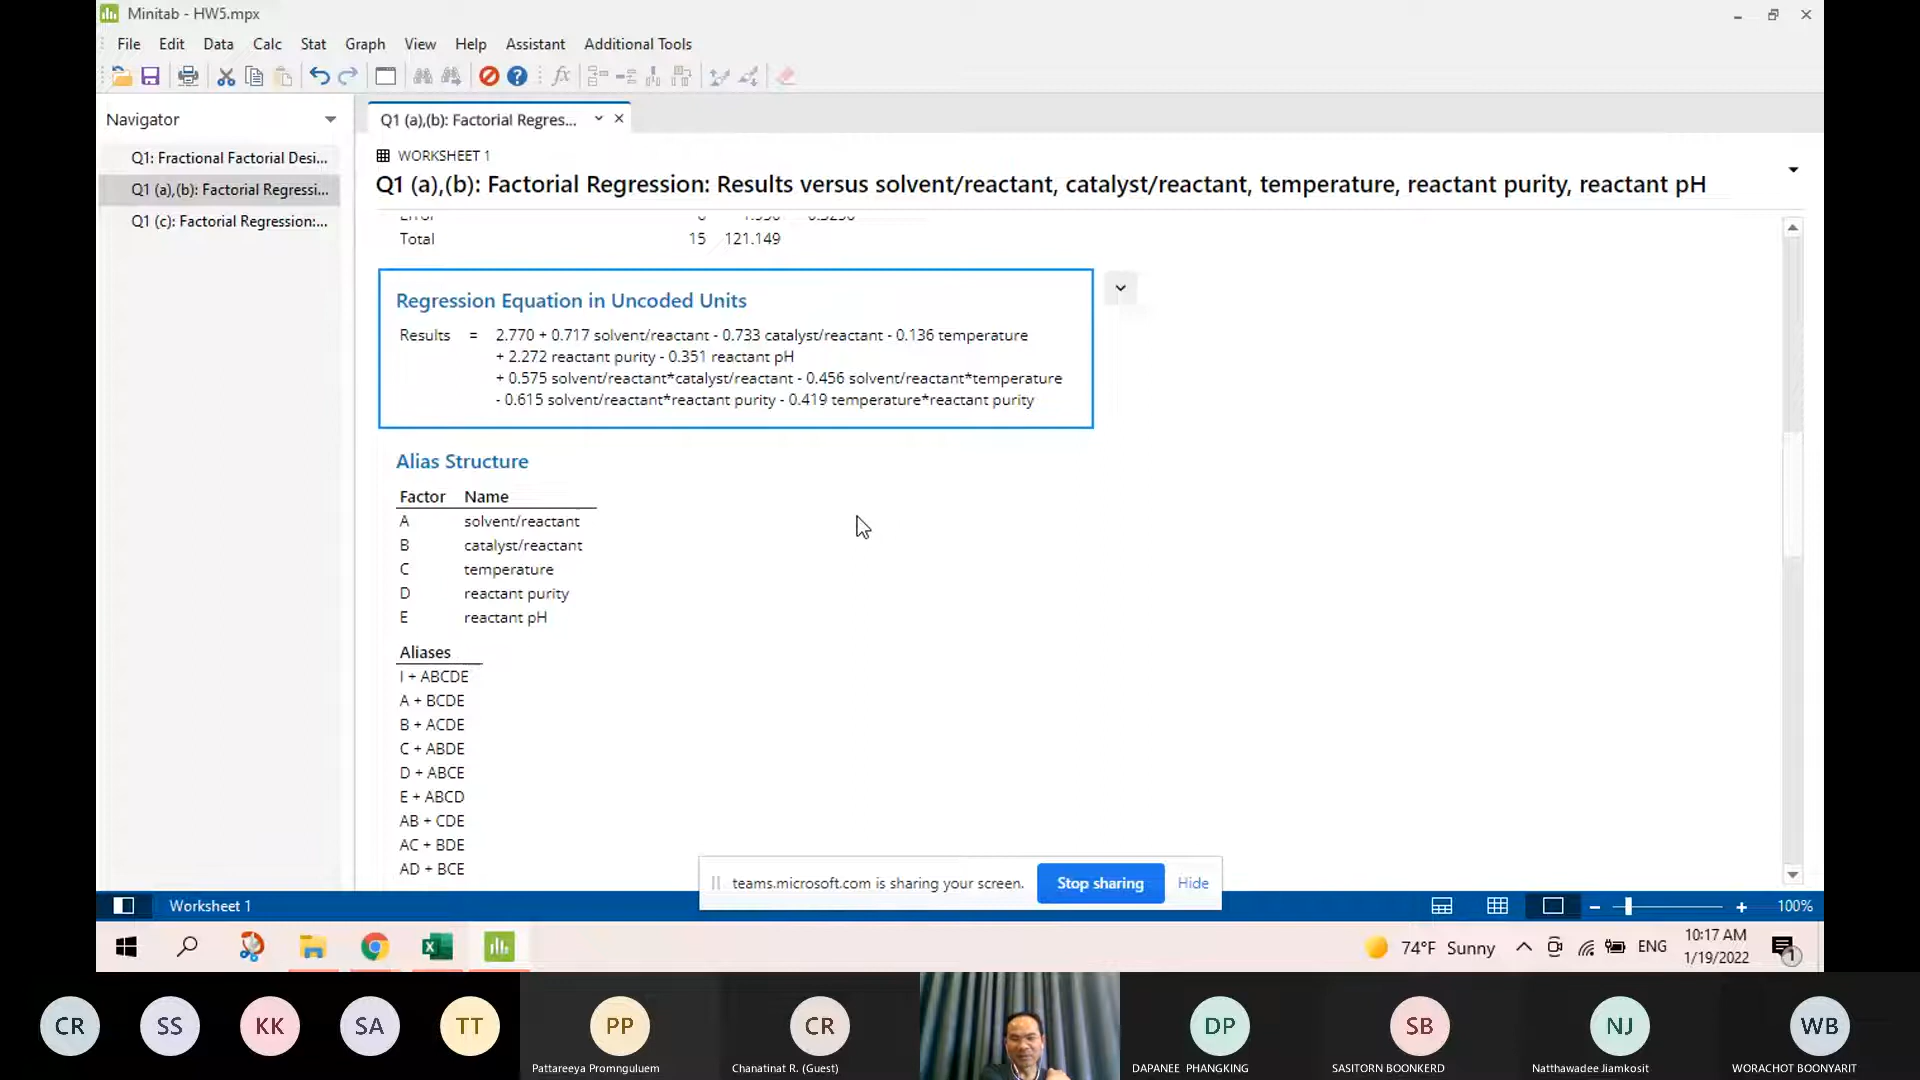 Minitab - HW5.mpx
File Edit Data Calc Stat Graph View Help Assistant Additional Tools
Navigator
Q1: Fractional Factorial Desi...
Q1 (a),(b): Factorial Regressi...
Q1 (c): Factorial Regression:...
Q1 (a),(b): Factorial Regres...
WORKSHEET 1
Q1 (a),(b): Factorial Regression: Results versus solvent/reactant, catalyst/reactant, temperature, reactant purity, reactant pH
Total 15 121.149
Regression Equation in Uncoded Units
Results = 2.770 + 0.717 solvent/reactant - 0.733 catalyst/reactant - 0.136 temperature
+ 2.272 reactant purity - 0.351 reactant pH
+ 0.575 solvent/reactant*catalyst/reactant - 0.456 solvent/reactant*temperature
- 0.615 solvent/reactant*reactant purity - 0.419 temperature*reactant purity
Alias Structure
Factor Name
A solvent/reactant
B catalyst/reactant
C temperature
D reactant purity
E reactant pH
Aliases
I + ABCDE
A + BCDE
B + ACDE
C + ABDE
D + ABCE
E + ABCD
AB + CDE
AC + BDE
AD + BCE
teams.microsoft.com is sharing your screen. Stop sharing Hide
Worksheet 1
100%
74°F Sunny
ENG
10:17 AM
1/19/2022
1
CR SS KK SA TT PP CR DP SB NJ WB
Pattareeya Promnguluem Chanatinat R. (Guest) DAPANEE PHANGKING SASITORN BOONKERD Natthawadee Jiamkosit WORACHOT BOONYARIT